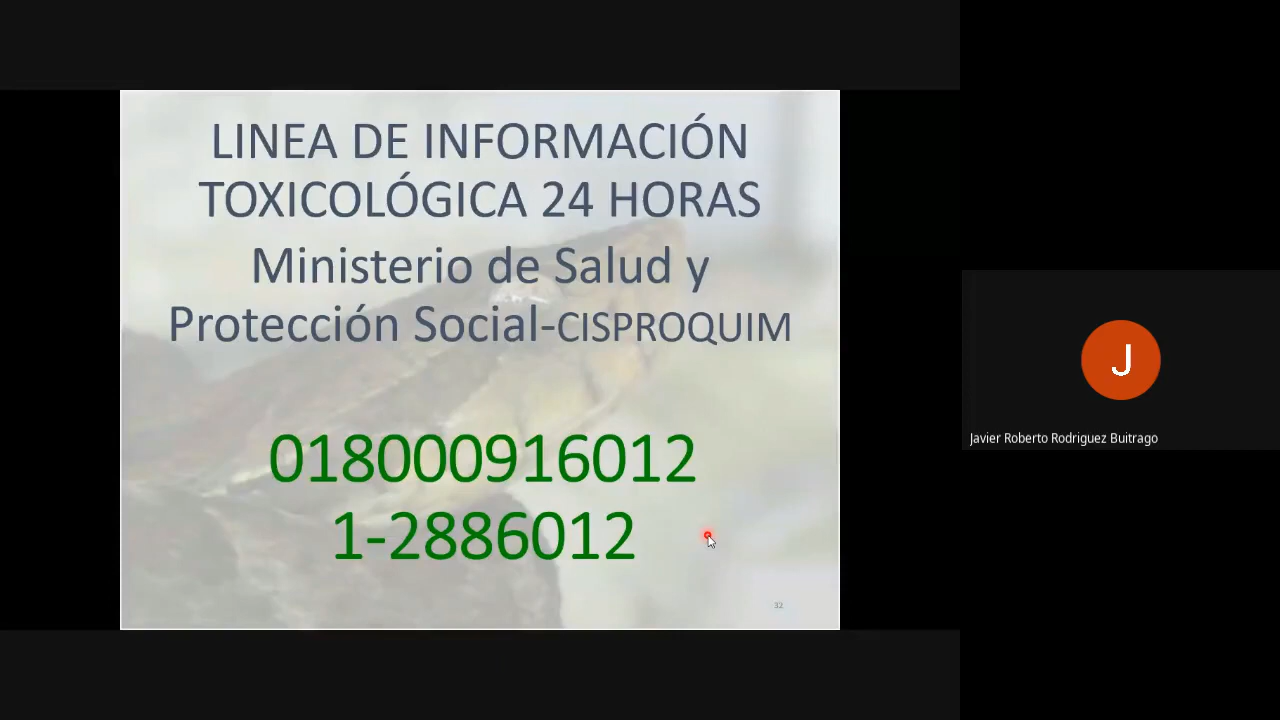 LINEA DE INFORMACIÓN
TOXICOLÓGICA 24 HORAS
Ministerio de Salud y
Protección Social-CISPROQUIM
018000916012
1-2886012
32
J
Javier Roberto Rodriguez Buitrago